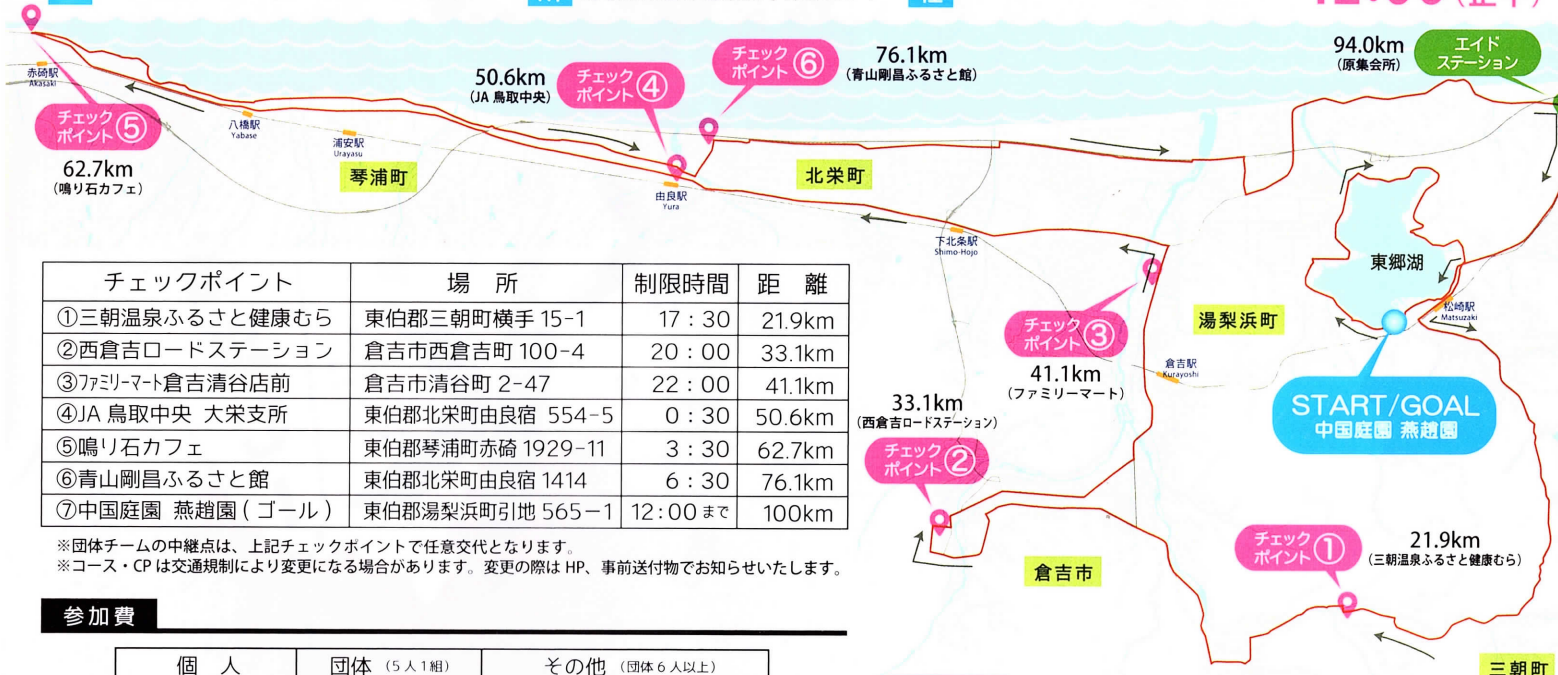 12:00(正午)
94.0km
(原集会所)
エイド
ステーション
76.1km
(青山剛昌ふるさと館)
チェック
ポイント⑥
50.6km
(JA 鳥取中央)
チェック
ポイント④
赤碕駅
Akasaki
チェック
ポイント⑤
62.7km
(鳴り石カフェ)
八橋駅
Yabase
浦安駅
Urayasu
琴浦町
由良駅
Yura
北栄町
下北条駅
Shimo-Hojo
東郷湖
松崎駅
Matsuzaki
湯梨浜町
チェック
ポイント③
41.1km
(ファミリーマート)
倉吉駅
Kurayoshi
START/GOAL
中国庭園 燕趙園
33.1km
(西倉吉ロードステーション)
チェック
ポイント②
倉吉市
チェック
ポイント①
21.9km
(三朝温泉ふるさと健康むら)
三朝町
チェックポイント 場 所 制限時間 距 離
①三朝温泉ふるさと健康むら 東伯郡三朝町横手 15-1 17:30 21.9km
②西倉吉ロードステーション 倉吉市西倉吉町 100-4 20:00 33.1km
③ファミリーマート倉吉清谷店前 倉吉市清谷町 2-47 22:00 41.1km
④JA 鳥取中央 大栄支所 東伯郡北栄町由良宿 554-5 0:30 50.6km
⑤鳴り石カフェ 東伯郡琴浦町赤碕 1929-11 3:30 62.7km
⑥青山剛昌ふるさと館 東伯郡北栄町由良宿 1414 6:30 76.1km
⑦中国庭園 燕趙園(ゴール) 東伯郡湯梨浜町引地 565-1 12:00 まで 100km
※団体チームの中継点は、上記チェックポイントで任意交代となります。
※コース・CP は交通規制により変更になる場合があります。変更の際は HP、事前送付物でお知らせいたします。
参加費
個 人 団体 (5人1組) その他 (団体6人以上)